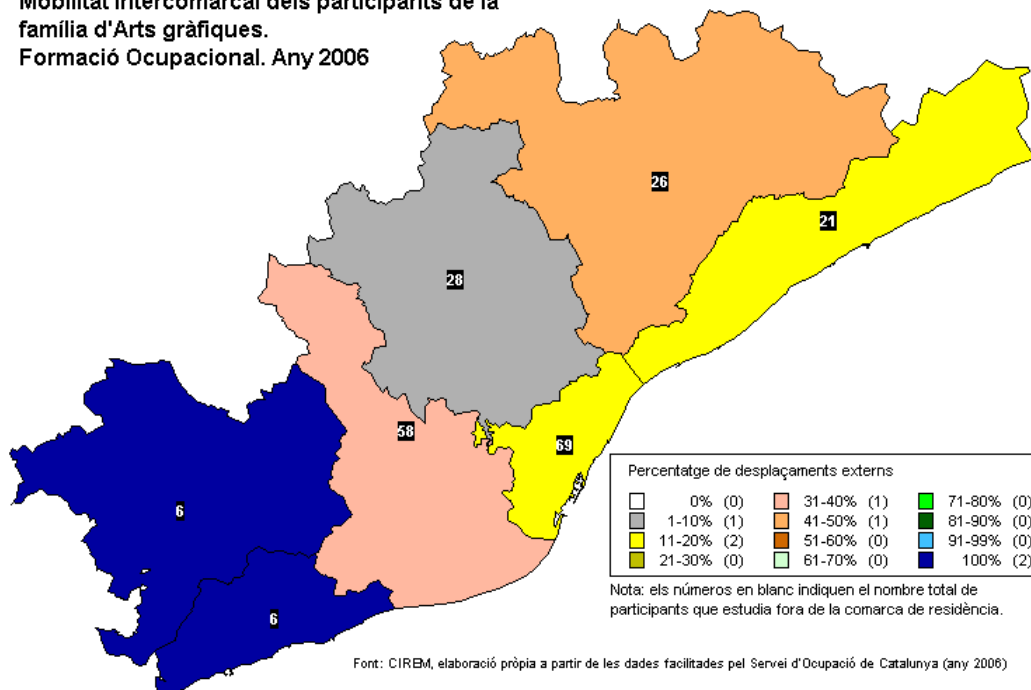 Mobilitat intercomarcal dels participants de la
família d'Arts gràfiques.
Formació Ocupacional. Any 2006
26
21
28
58
69
6
6
Percentatge de desplaçaments externs
0% (0) 31-40% (1) 71-80% (0)
1-10% (1) 41-50% (1) 81-90% (0)
11-20% (2) 51-60% (0) 91-99% (0)
21-30% (0) 61-70% (0) 100% (2)
Nota: els números en blanc indiquen el nombre total de
participants que estudia fora de la comarca de residència.
Font: CIREM, elaboració pròpia a partir de les dades facilitades pel Servei d'Ocupació de Catalunya (any 2006)